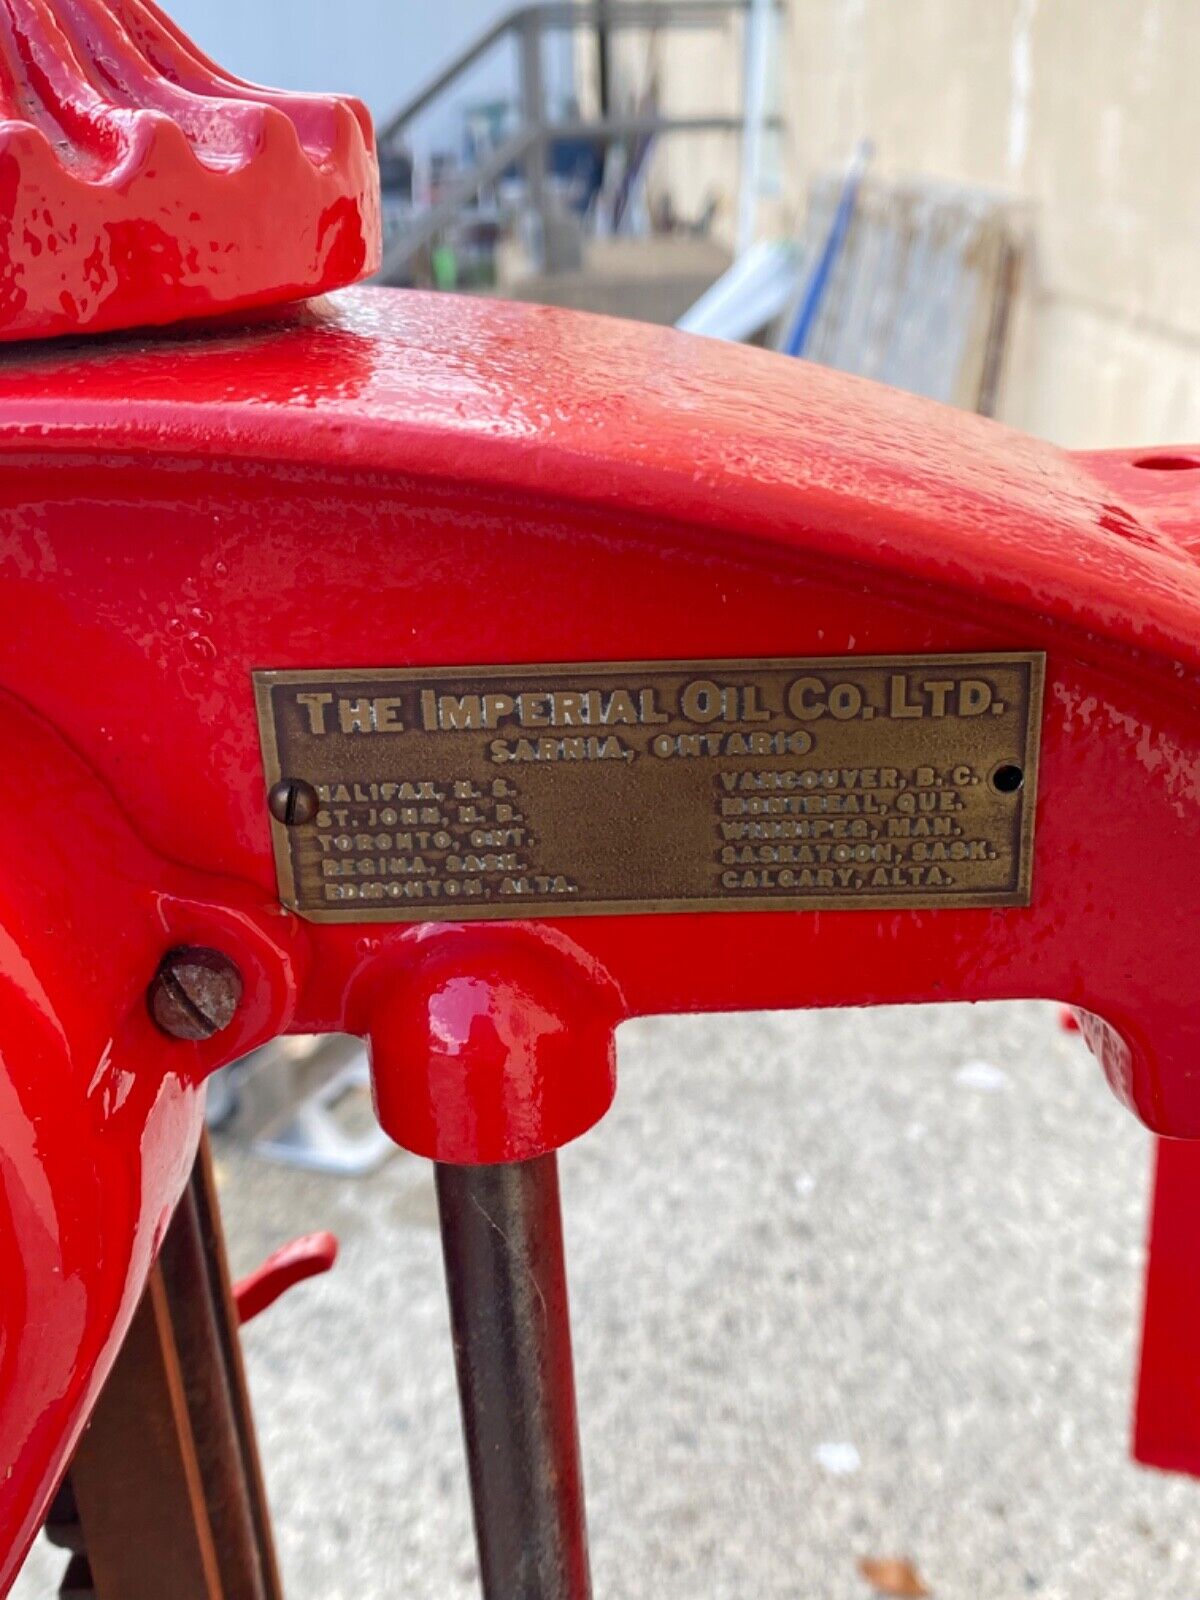 THE IMPERIAL OIL CO. LTD.
SARNIA, ONTARIO
HALIFAX, N. S.
ST. JOHN, N. B.
TORONTO, ONT.
REGINA, SASK.
EDMONTON, ALTA.
VANCOUVER, B. C.
MONTREAL, QUE.
WINNIPEG, MAN.
SASKATOON, SASK.
CALGARY, ALTA.